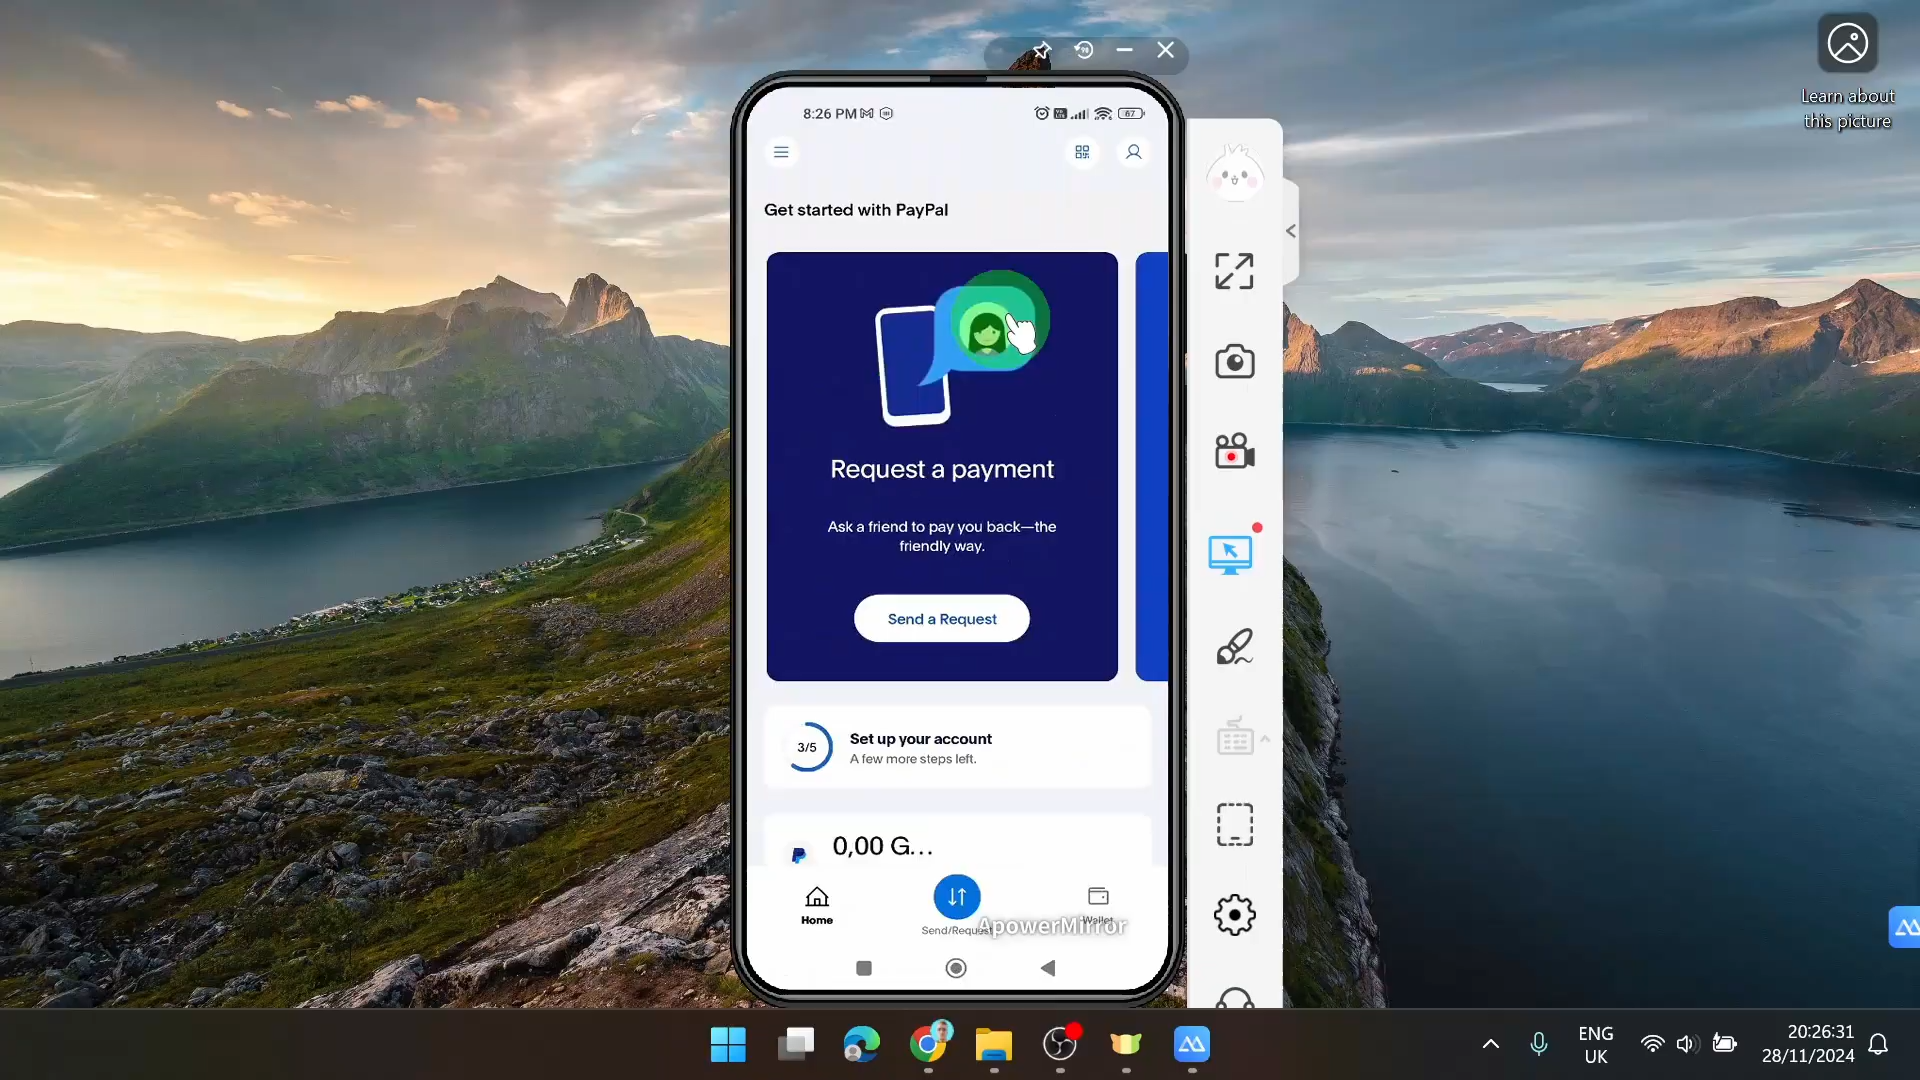 Learn about
this picture
8:26 PM
67
Get started with PayPal
Request a payment
Ask a friend to pay you back—the
friendly way.
Send a Request
3/5
Set up your account
A few more steps left.
0,00 G...
Home
Send/Request
Wallet
ApowerMirror
ENG
UK
20:26:31
28/11/2024